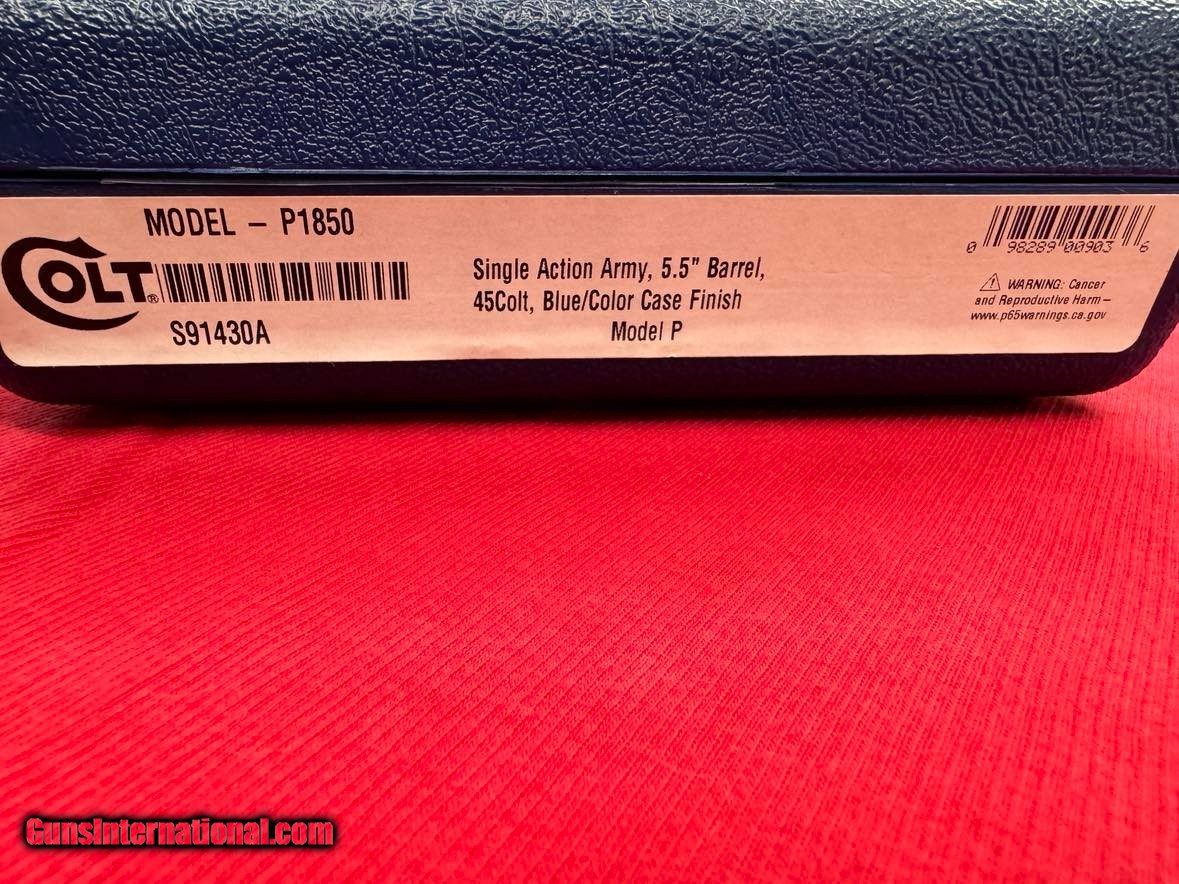 MODEL – P1850
COLT®
S91430A
Single Action Army, 5.5" Barrel,
45Colt, Blue/Color Case Finish
Model P
0 98289 00903 6
⚠ WARNING: Cancer
and Reproductive Harm –
www.p65warnings.ca.gov
GunsInternational.com